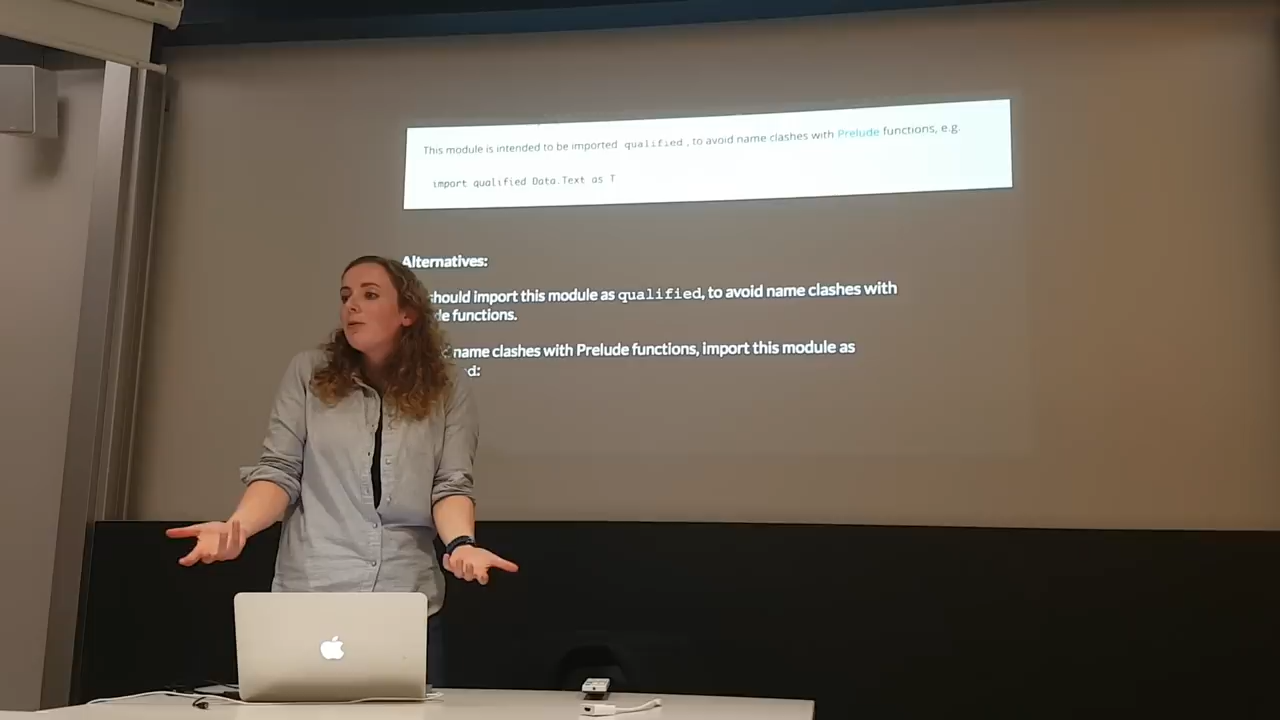 This module is intended to be imported qualified, to avoid name clashes with Prelude functions, e.g.
import qualified Data.Text as T
Alternatives:
should import this module as qualified, to avoid name clashes with
functions.
name clashes with Prelude functions, import this module as